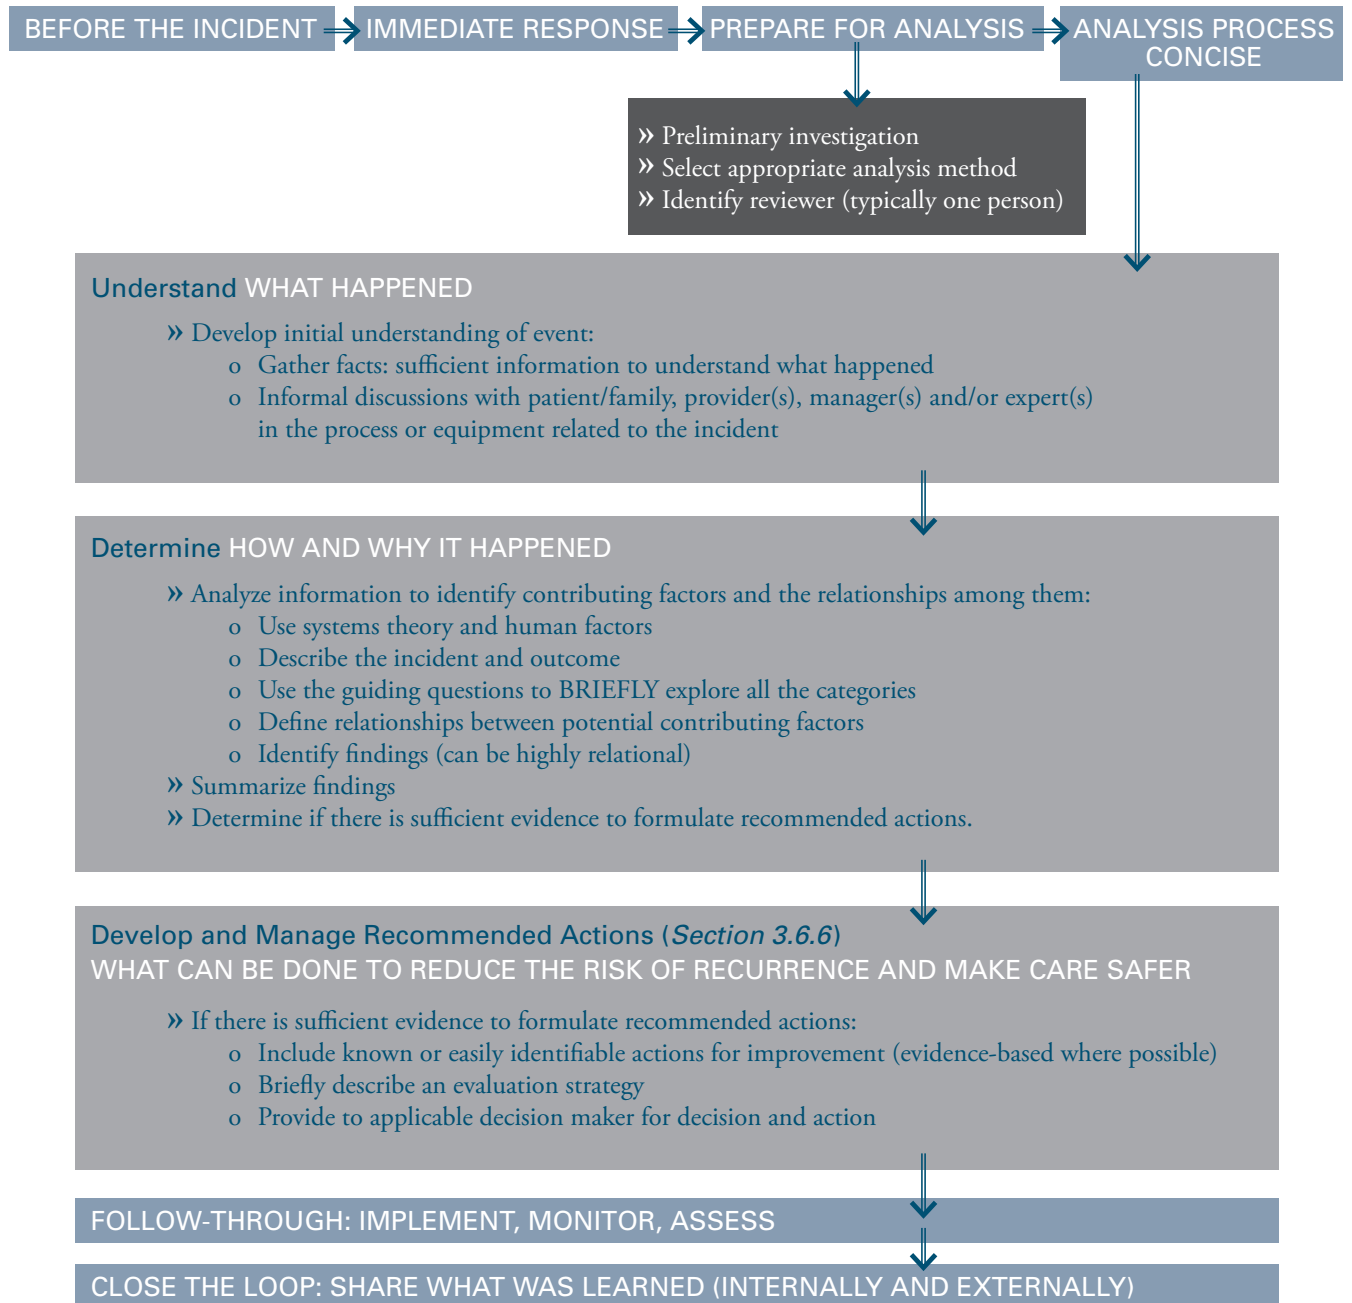 BEFORE THE INCIDENT
IMMEDIATE RESPONSE
PREPARE FOR ANALYSIS
ANALYSIS PROCESS
CONCISE
» Preliminary investigation
» Select appropriate analysis method
» Identify reviewer (typically one person)
Understand WHAT HAPPENED
» Develop initial understanding of event:
o Gather facts: sufficient information to understand what happened
o Informal discussions with patient/family, provider(s), manager(s) and/or expert(s)
in the process or equipment related to the incident
Determine HOW AND WHY IT HAPPENED
» Analyze information to identify contributing factors and the relationships among them:
o Use systems theory and human factors
o Describe the incident and outcome
o Use the guiding questions to BRIEFLY explore all the categories
o Define relationships between potential contributing factors
o Identify findings (can be highly relational)
» Summarize findings
» Determine if there is sufficient evidence to formulate recommended actions.
Develop and Manage Recommended Actions (Section 3.6.6)
WHAT CAN BE DONE TO REDUCE THE RISK OF RECURRENCE AND MAKE CARE SAFER
» If there is sufficient evidence to formulate recommended actions:
o Include known or easily identifiable actions for improvement (evidence-based where possible)
o Briefly describe an evaluation strategy
o Provide to applicable decision maker for decision and action
FOLLOW-THROUGH: IMPLEMENT, MONITOR, ASSESS
CLOSE THE LOOP: SHARE WHAT WAS LEARNED (INTERNALLY AND EXTERNALLY)